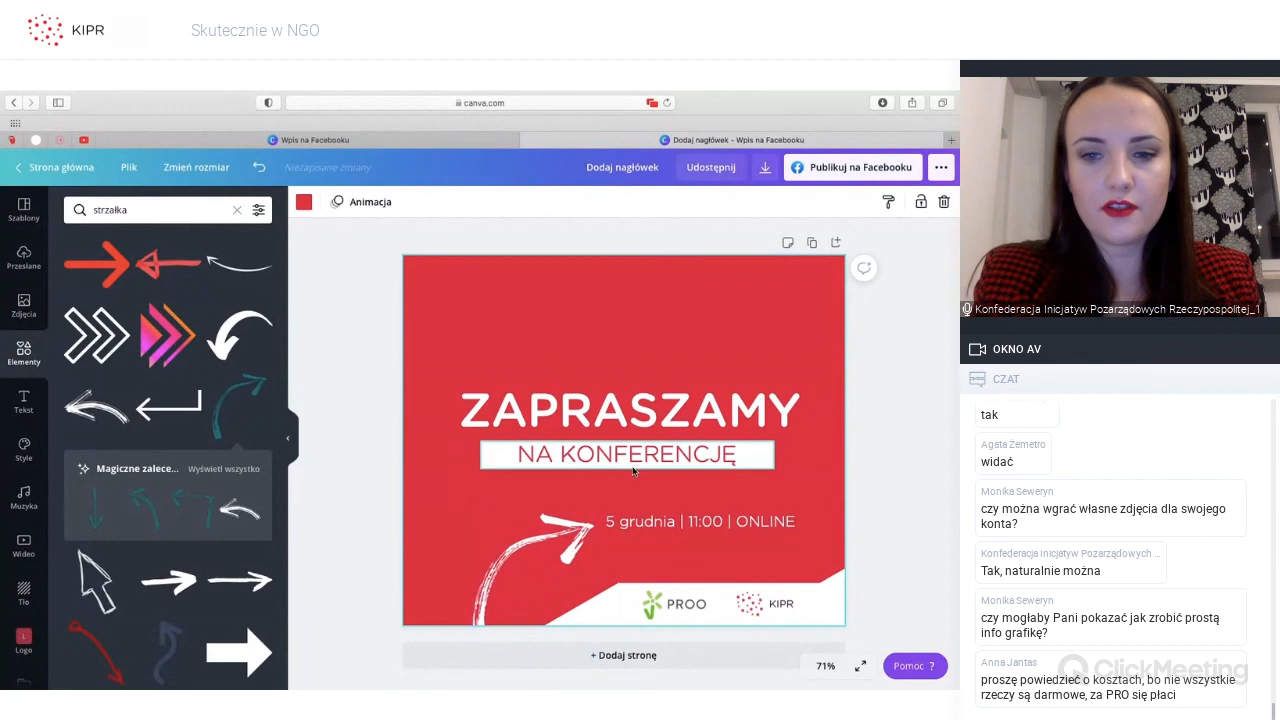 KIPR
Skutecznie w NGO
canva.com
Wpis na Facebooku
Dodaj nagłówek - Wpis na Facebooku
Strona główna
Plik
Zmień rozmiar
Niezapisane zmiany
Dodaj nagłówek
Udostępnij
Publikuj na Facebooku
Szablony
Przesłane
Zdjęcia
Elementy
Tekst
Style
Muzyka
Wideo
Tło
Logo
strzałka
Magiczne zalece...
Wyświetl wszystko
Animacja
ZAPRASZAMY
NA KONFERENCJĘ
5 grudnia | 11:00 | ONLINE
PROO
KIPR
+ Dodaj stronę
71%
Pomoc ?
Konfederacja Inicjatyw Pozarządowych Rzeczypospolitej_1
OKNO AV
CZAT
tak
Agata Zemetro
widać
Monika Seweryn
czy można wgrać własne zdjęcia dla swojego
konta?
Konfederacja Inicjatyw Pozarządowych ...
Tak, naturalnie można
Monika Seweryn
czy mogłaby Pani pokazać jak zrobić prostą
info grafikę?
Anna Jantas
proszę powiedzieć o kosztach, bo nie wszystkie
rzeczy są darmowe, za PRO się płaci
ClickMeeting